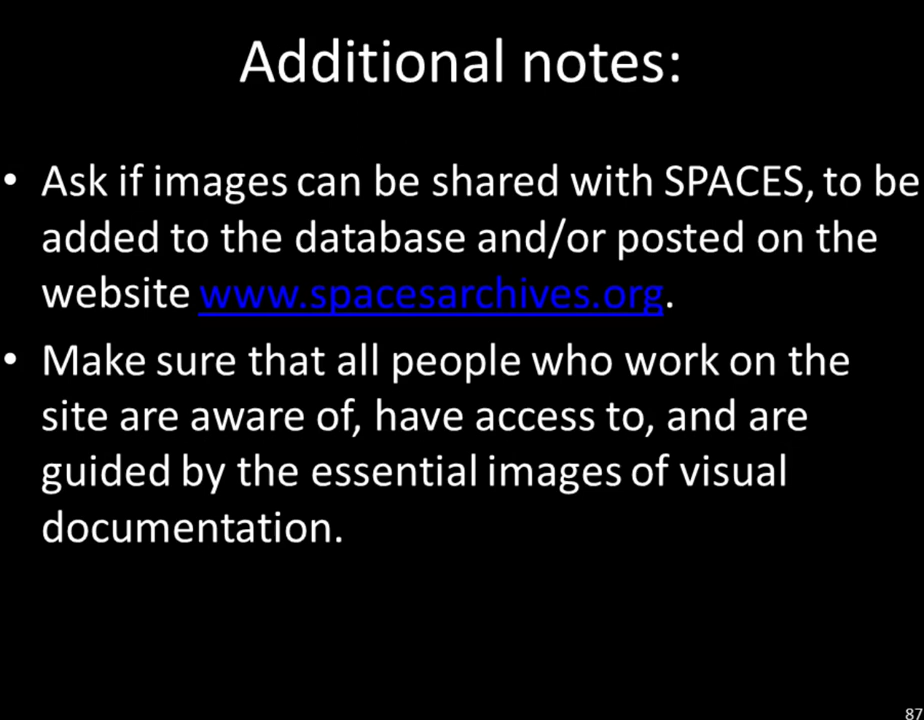 Additional notes:
• Ask if images can be shared with SPACES, to be
added to the database and/or posted on the
website www.spacesarchives.org.
• Make sure that all people who work on the
site are aware of, have access to, and are
guided by the essential images of visual
documentation.
87